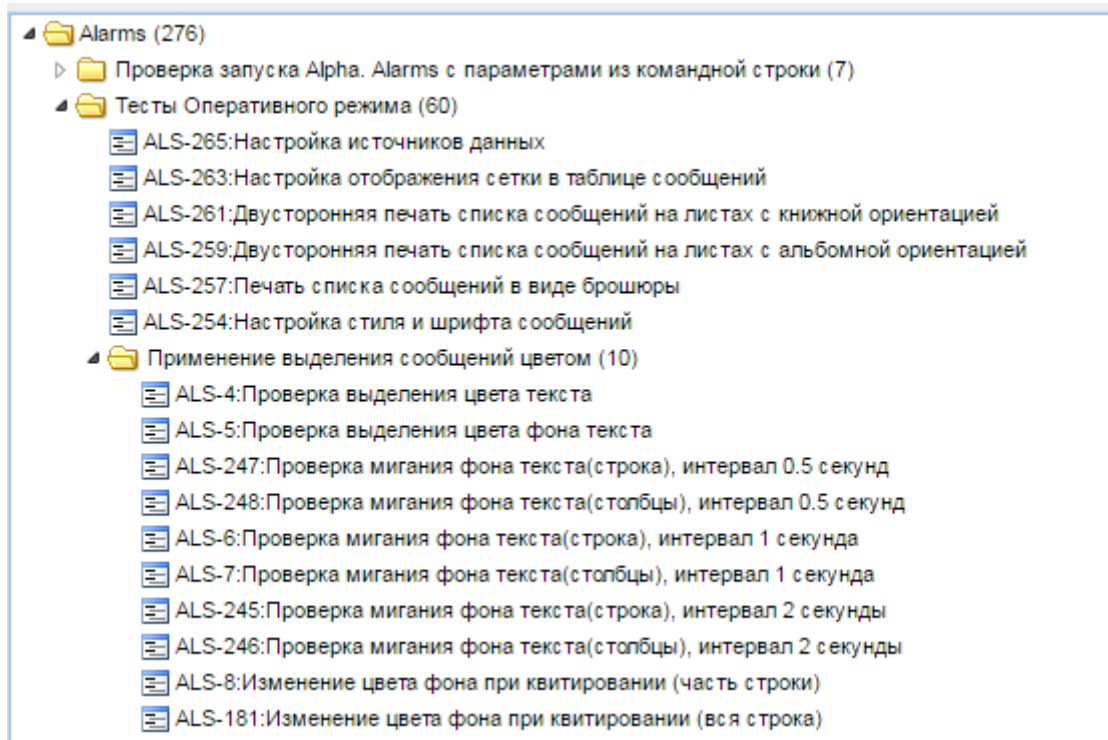 Alarms (276)
Проверка запуска Alpha. Alarms с параметрами из командной строки (7)
Тесты Оперативного режима (60)
ALS-265:Настройка источников данных
ALS-263:Настройка отображения сетки в таблице сообщений
ALS-261:Двусторонняя печать списка сообщений на листах с книжной ориентацией
ALS-259:Двусторонняя печать списка сообщений на листах с альбомной ориентацией
ALS-257:Печать списка сообщений в виде брошюры
ALS-254:Настройка стиля и шрифта сообщений
Применение выделения сообщений цветом (10)
ALS-4:Проверка выделения цвета текста
ALS-5:Проверка выделения цвета фона текста
ALS-247:Проверка мигания фона текста(строка), интервал 0.5 секунд
ALS-248:Проверка мигания фона текста(столбцы), интервал 0.5 секунд
ALS-6:Проверка мигания фона текста(строка), интервал 1 секунда
ALS-7:Проверка мигания фона текста(столбцы), интервал 1 секунда
ALS-245:Проверка мигания фона текста(строка), интервал 2 секунды
ALS-246:Проверка мигания фона текста(столбцы), интервал 2 секунды
ALS-8:Изменение цвета фона при квитировании (часть строки)
ALS-181:Изменение цвета фона при квитировании (вся строка)